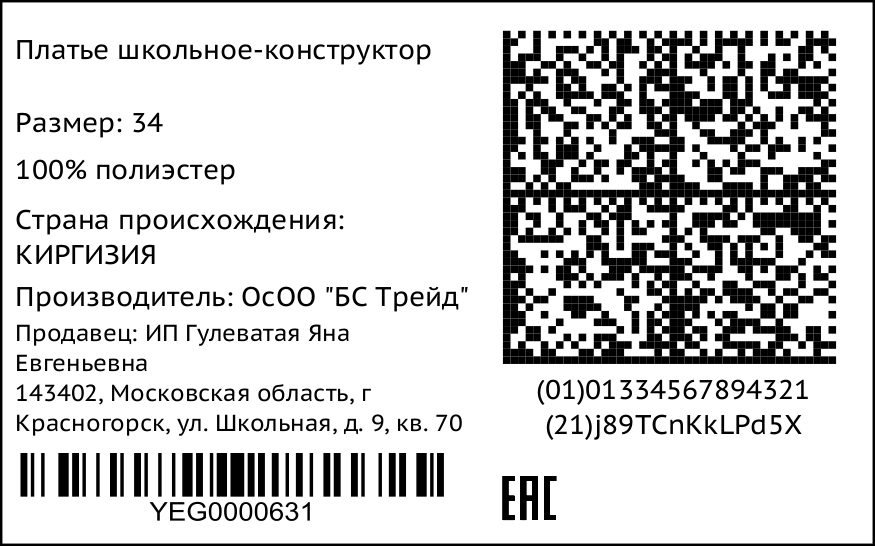 Платье школьное-конструктор
Размер: 34
100% полиэстер
Страна происхождения:
КИРГИЗИЯ
Производитель: ОсОО "БС Трейд"
Продавец: ИП Гулеватая Яна
Евгеньевна
143402, Московская область, г
Красногорск, ул. Школьная, д. 9, кв. 70
YEG0000631
(01)01334567894321
(21)j89TCnKkLPd5X
EAC